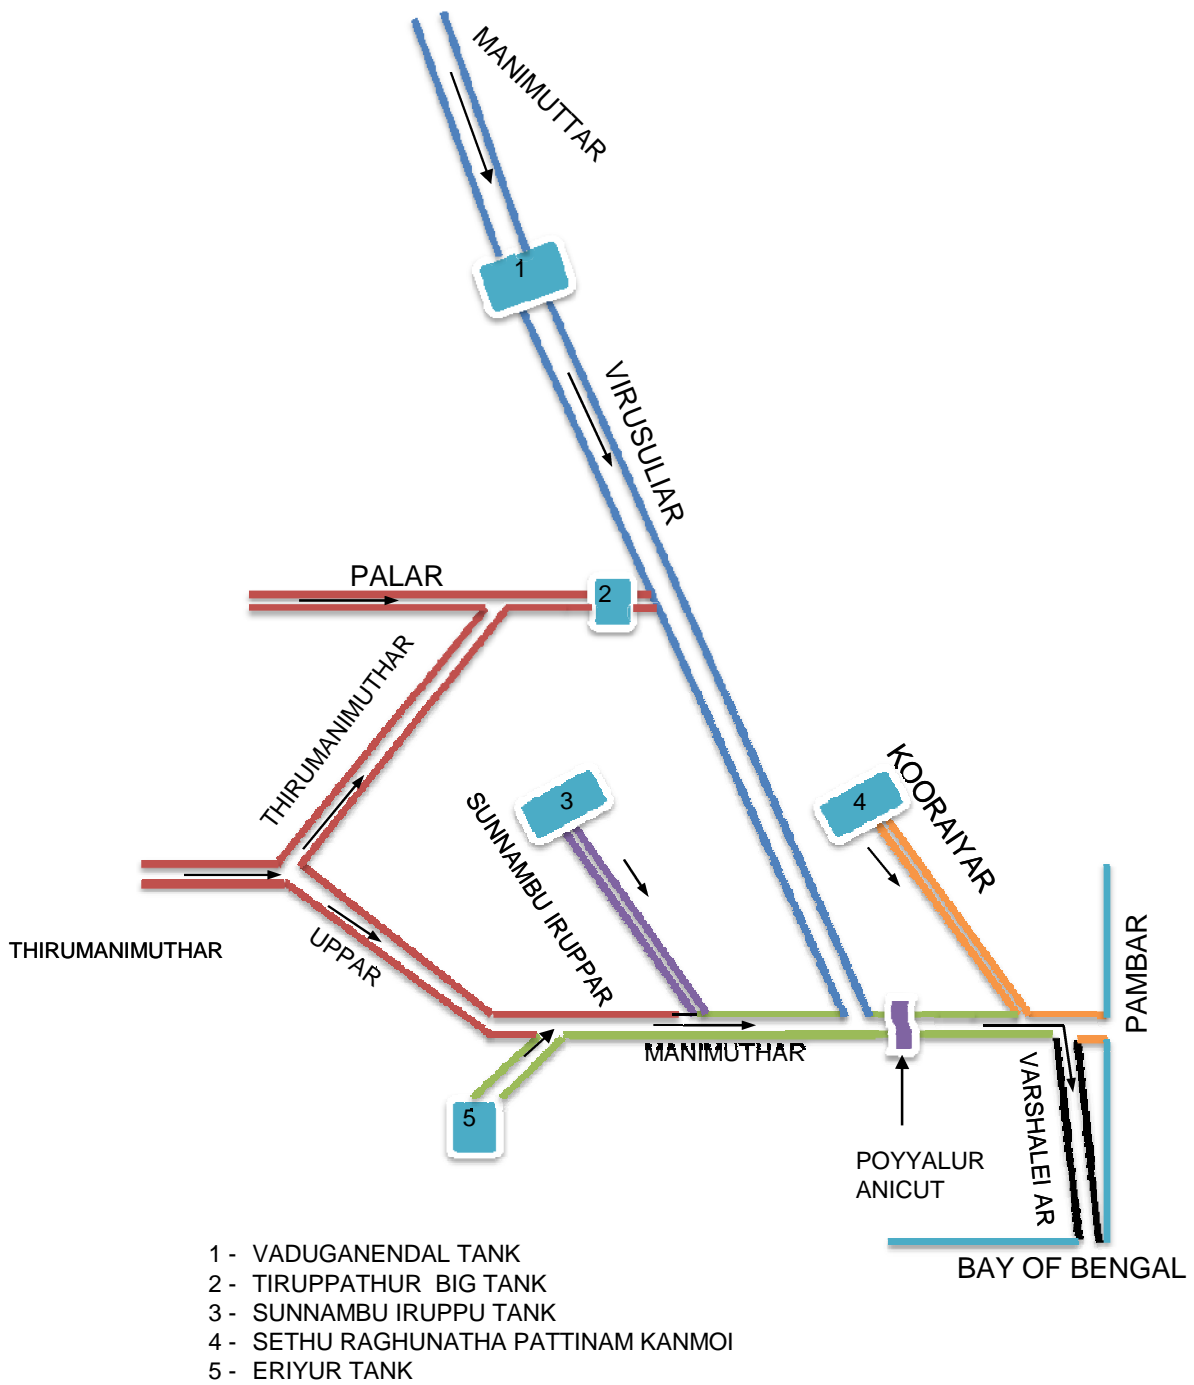 MANIMUTTAR
1
VIRUSULIAR
PALAR
2
THIRUMANIMUTHAR
3
SUNNAMBU IRUPPAR
4
KOORAIYAR
THIRUMANIMUTHAR
UPPAR
PAMBAR
MANIMUTHAR
5
VARSHALEI AR
POYYALUR
ANICUT
BAY OF BENGAL
1 - VADUGANENDAL TANK
2 - TIRUPPATHUR BIG TANK
3 - SUNNAMBU IRUPPU TANK
4 - SETHU RAGHUNATHA PATTINAM KANMOI
5 - ERIYUR TANK